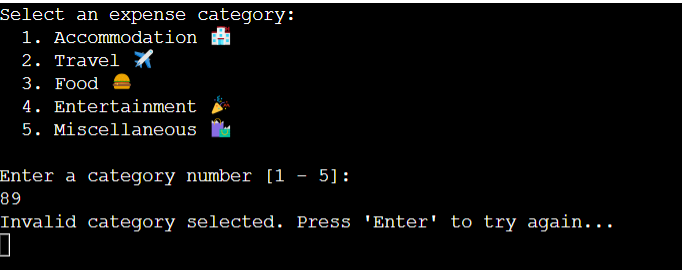 Select an expense category:
1. Accommodation 🏩
2. Travel ✈️
3. Food 🍔
4. Entertainment 🎉
5. Miscellaneous 🛍️
Enter a category number [1 - 5]:
89
Invalid category selected. Press 'Enter' to try again...